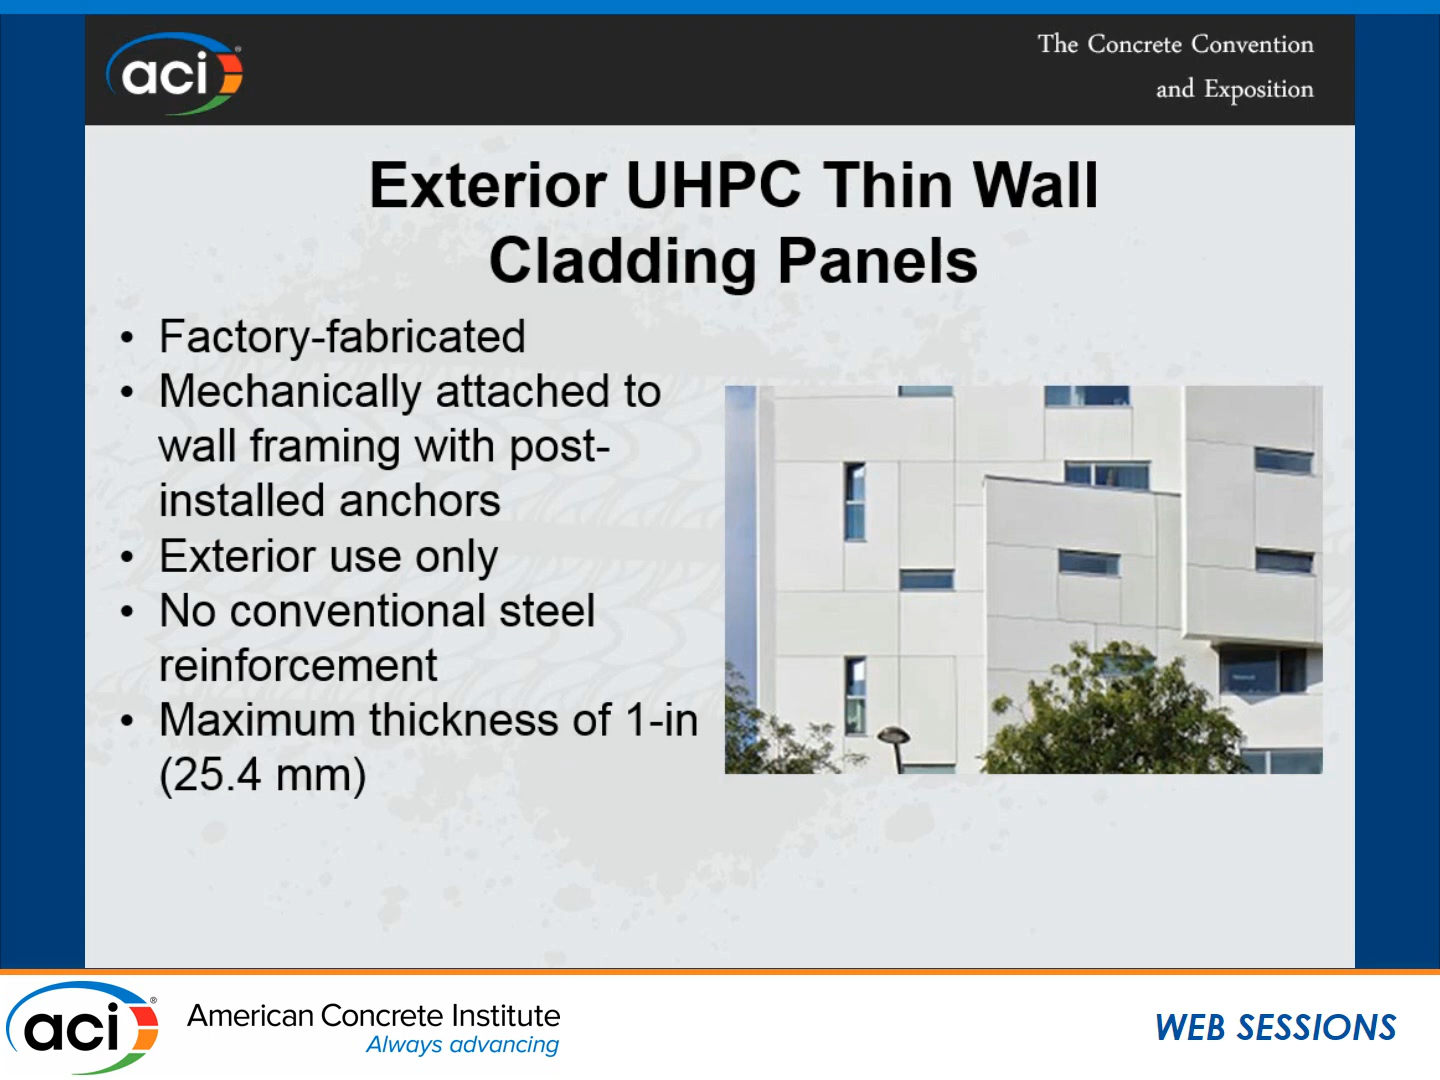 aci®
The Concrete Convention
and Exposition
Exterior UHPC Thin Wall
Cladding Panels
• Factory-fabricated
• Mechanically attached to
wall framing with post-
installed anchors
• Exterior use only
• No conventional steel
reinforcement
• Maximum thickness of 1-in
(25.4 mm)
aci®
American Concrete Institute
Always advancing
WEB SESSIONS